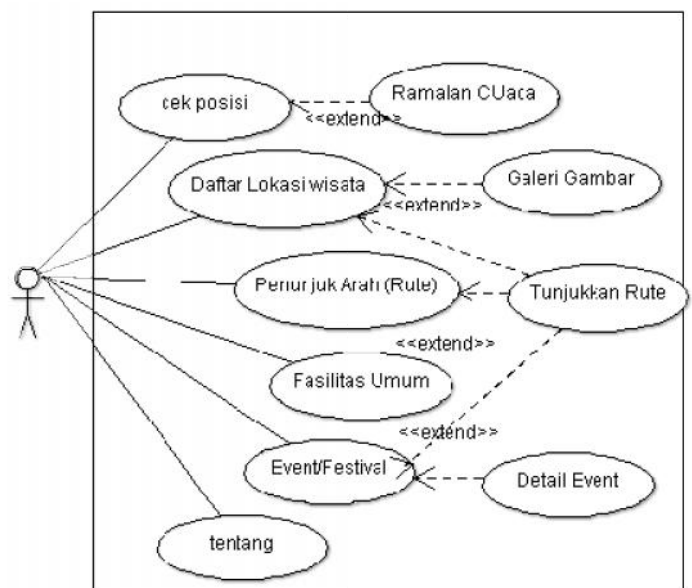 cek posisi
Ramalan CUaca
<<extend>>
Daftar Lokasi wisata
Galeri Gambar
<<extend>>
Penunjuk Arah (Rute)
Tunjukkan Rute
<<extend>>
Fasilitas Umum
<<extend>>
Event/Festival
Detail Event
tentang